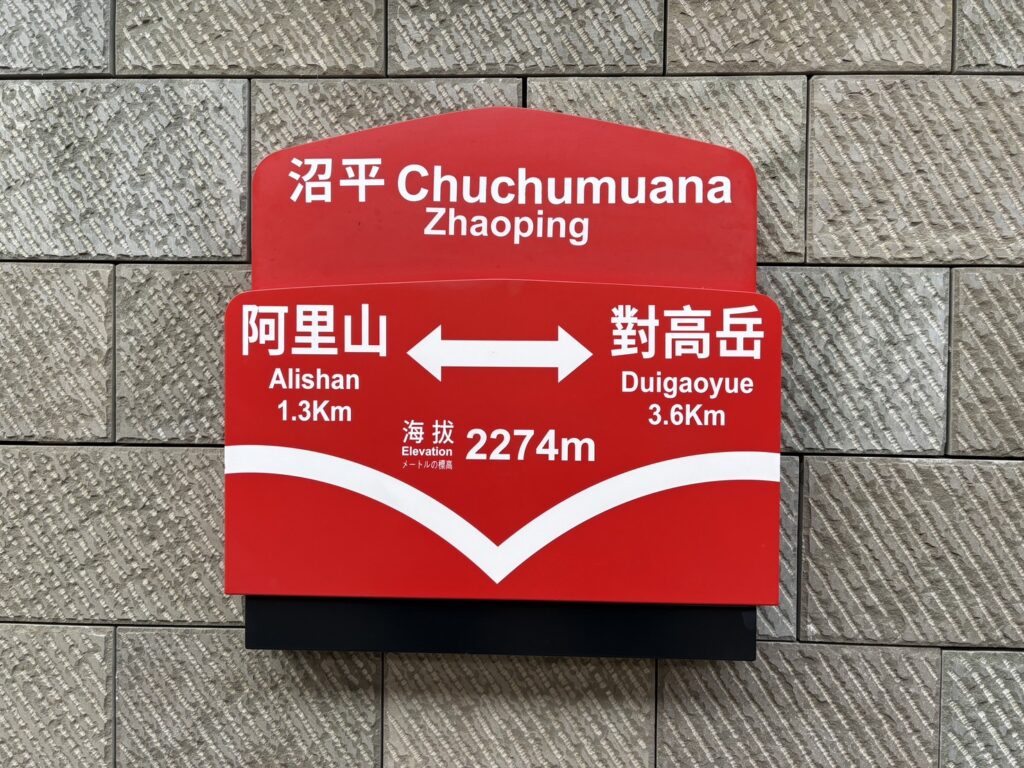 沼平 Chuchumuana
Zhaoping
阿里山 對高岳
Alishan Duigaoyue
1.3Km 3.6Km
海拔 2274m
Elevation
メートルの標高